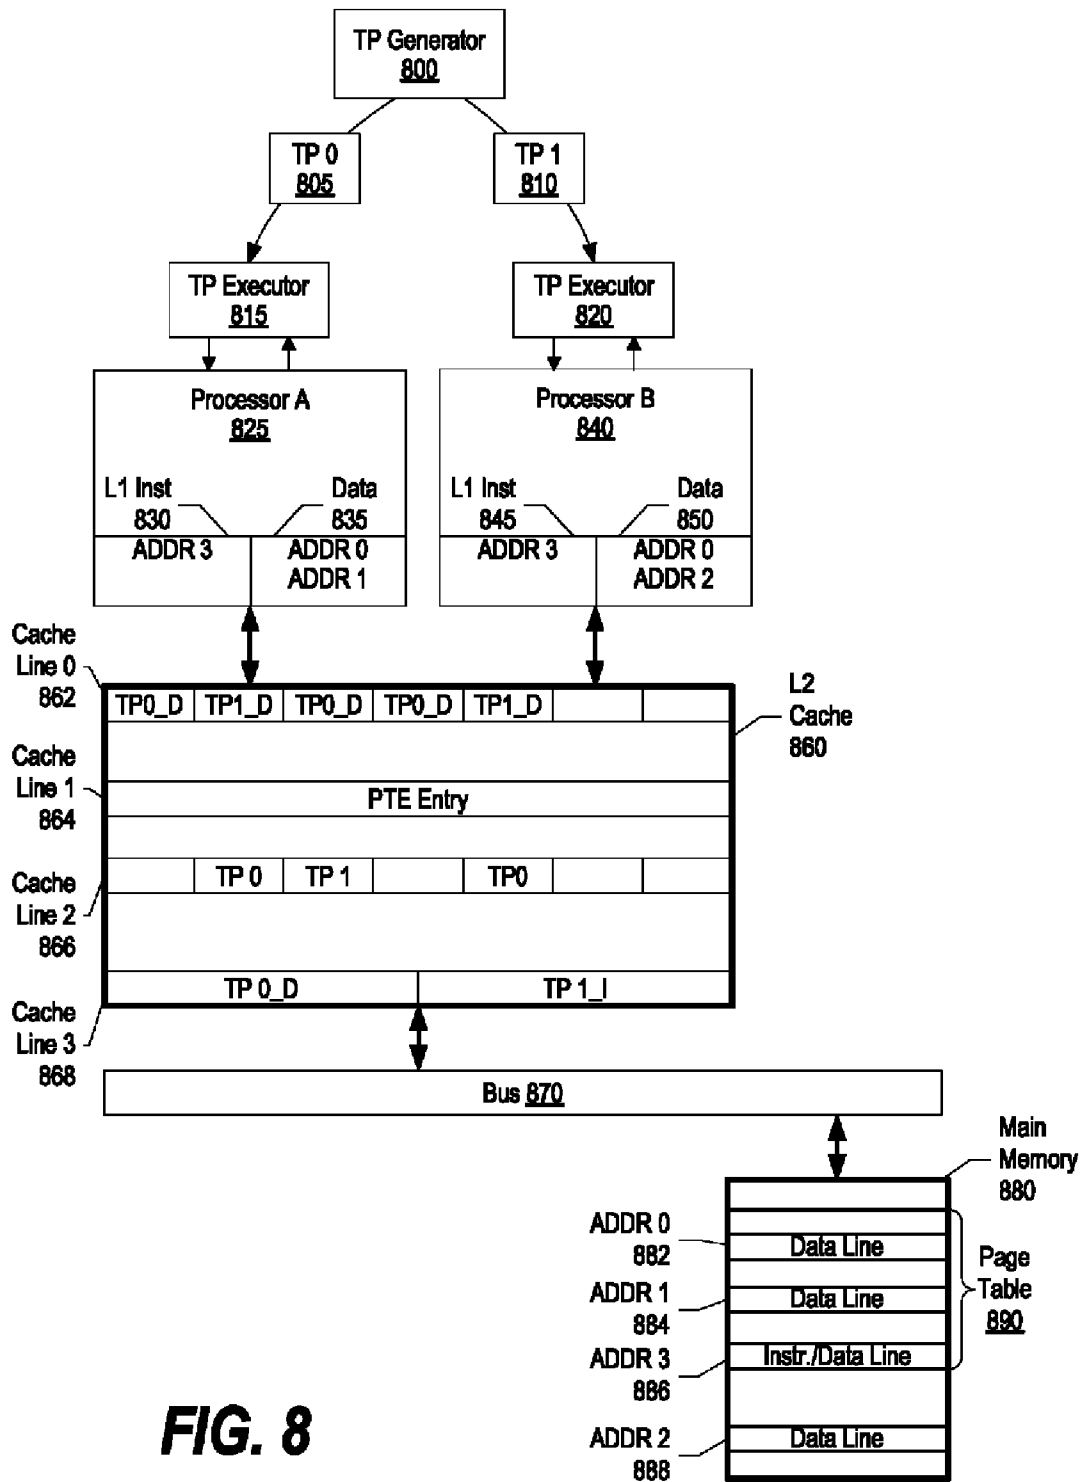 TP Generator
800
TP 0
805
TP 1
810
TP Executor
815
TP Executor
820
Processor A
825
Processor B
840
L1 Inst
830
Data
835
L1 Inst
845
Data
850
ADDR 3
ADDR 0
ADDR 1
ADDR 3
ADDR 0
ADDR 2
Cache
Line 0
862
L2
Cache
860
TP0_D TP1_D TP0_D TP0_D TP1_D
Cache
Line 1
864
PTE Entry
Cache
Line 2
866
TP 0 TP 1 TP0
Cache
Line 3
868
TP 0_D TP 1_I
Bus 870
Main
Memory
880
ADDR 0
882
Data Line
ADDR 1
884
Data Line
Page
Table
890
ADDR 3
886
Instr./Data Line
ADDR 2
888
Data Line
FIG. 8